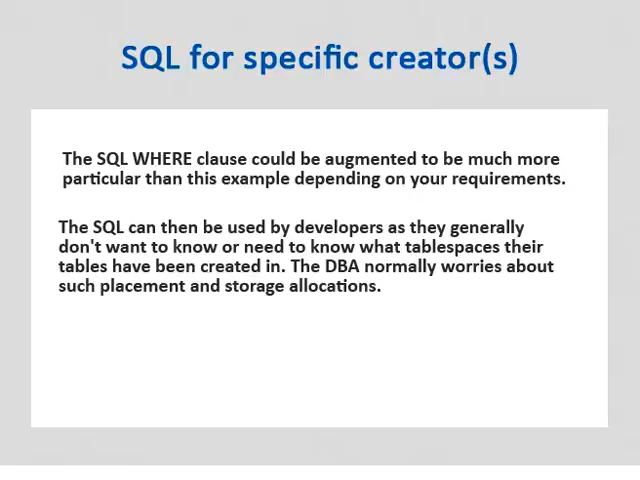 SQL for specific creator(s)
The SQL WHERE clause could be augmented to be much more
particular than this example depending on your requirements.
The SQL can then be used by developers as they generally
don't want to know or need to know what tablespaces their
tables have been created in. The DBA normally worries about
such placement and storage allocations.